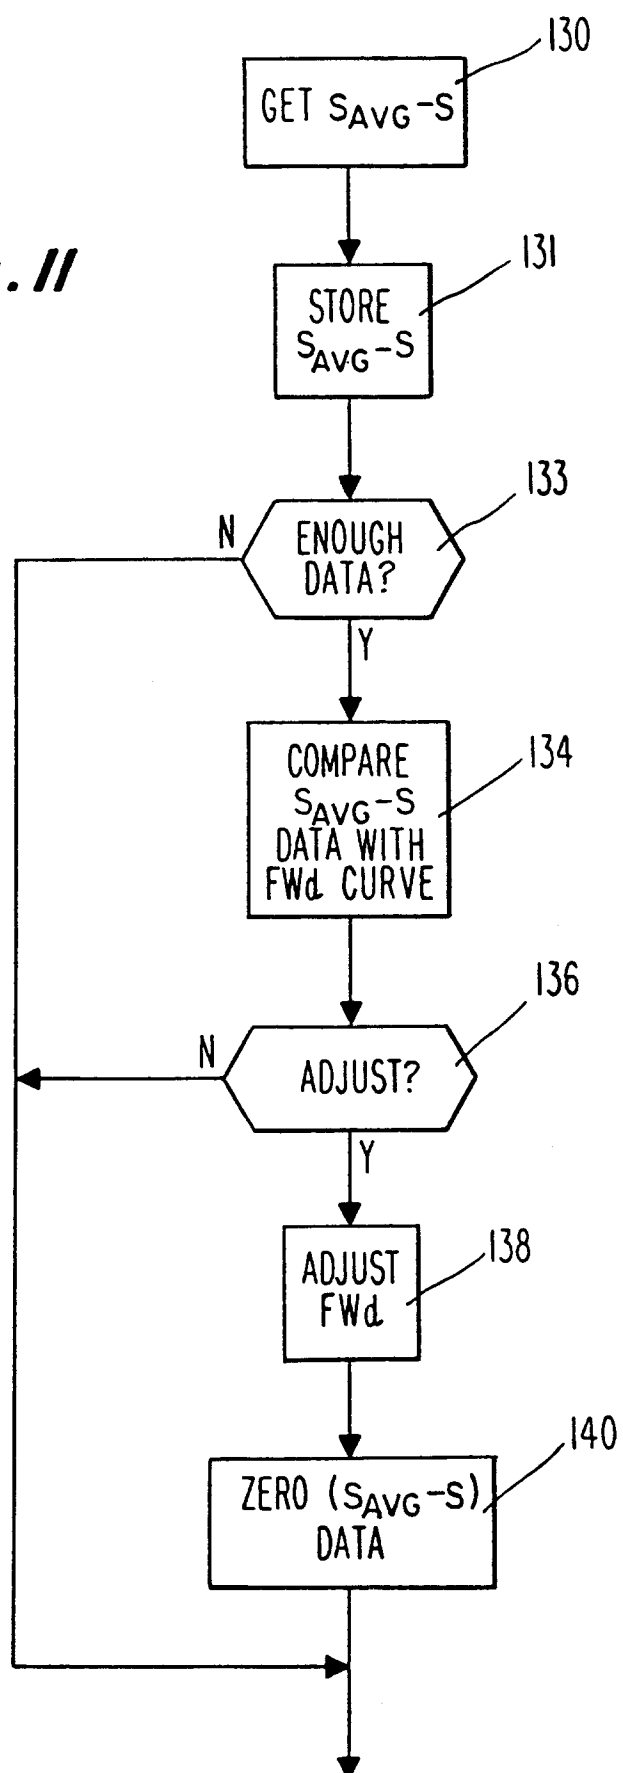 130
GET SAVG-S
. 11
131
STORE
SAVG-S
133
N
ENOUGH
DATA?
Y
134
COMPARE
SAVG-S
DATA WITH
FWd CURVE
136
N
ADJUST?
Y
138
ADJUST
FWd
140
ZERO (SAVG-S)
DATA